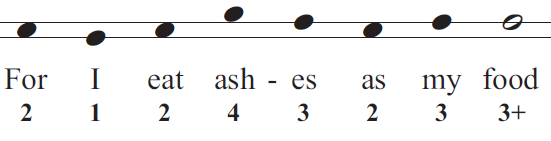 For I eat ash - es as my food
2 1 2 4 3 2 3 3+